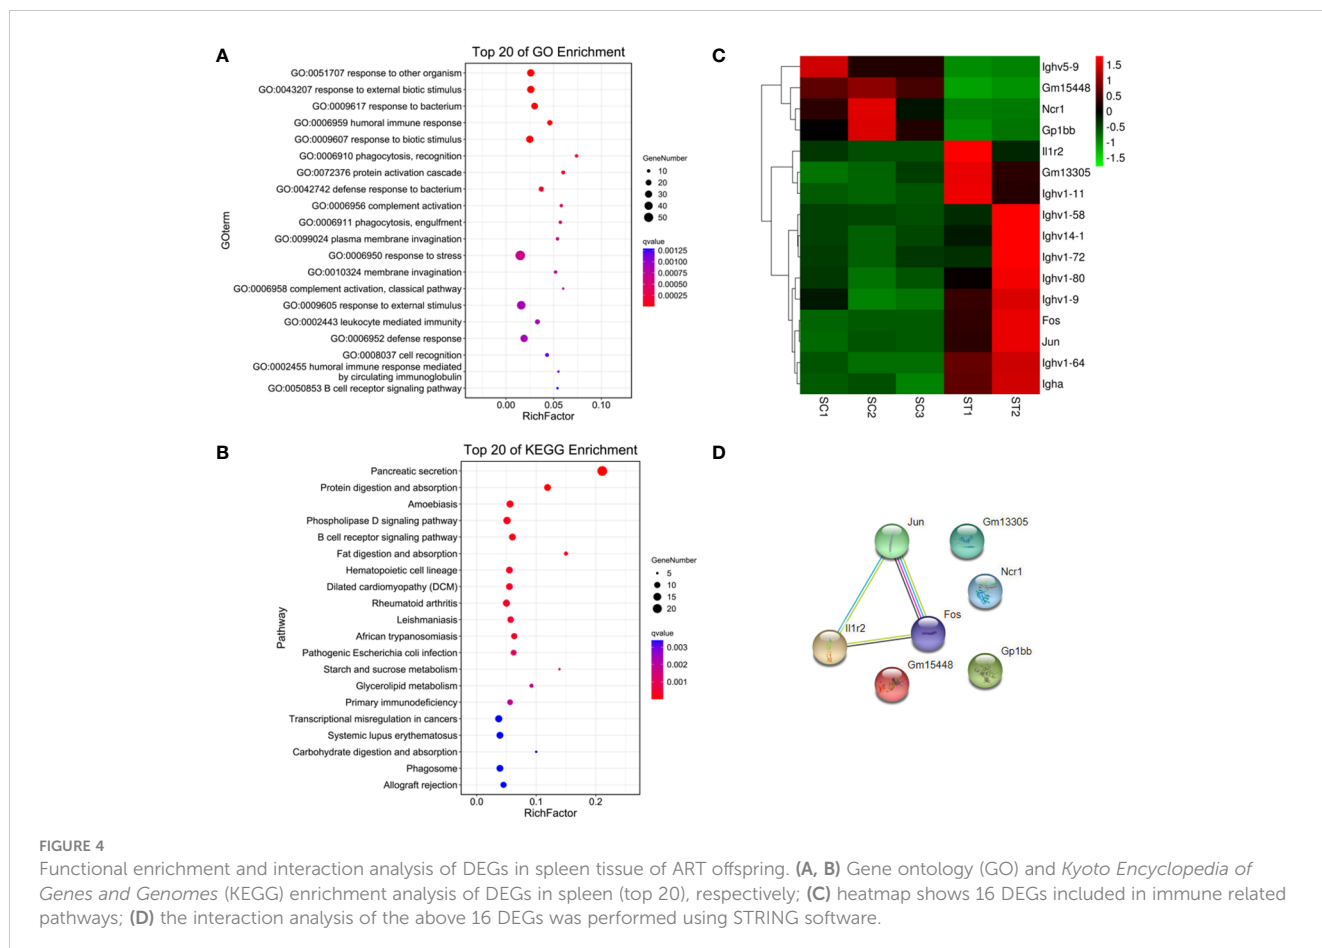 A
Top 20 of GO Enrichment
GO:0051707 response to other organism
GO:0043207 response to external biotic stimulus
GO:0009617 response to bacterium
GO:0006959 humoral immune response
GO:0009607 response to biotic stimulus
GO:0006910 phagocytosis, recognition
GO:0072376 protein activation cascade
GO:0042742 defense response to bacterium
GO:0006956 complement activation
GO:0006911 phagocytosis, engulfment
GO:0099024 plasma membrane invagination
GO:0006950 response to stress
GO:0010324 membrane invagination
GO:0006958 complement activation, classical pathway
GO:0009605 response to external stimulus
GO:0002443 leukocyte mediated immunity
GO:0006952 defense response
GO:0008037 cell recognition
GO:0002455 humoral immune response mediated
by circulating immunoglobulin
GO:0050853 B cell receptor signaling pathway
GOterm
0.00
0.05
0.10
RichFactor
GeneNumber
10
20
30
40
50
qvalue
0.00125
0.00100
0.00075
0.00050
0.00025
B
Top 20 of KEGG Enrichment
Pancreatic secretion
Protein digestion and absorption
Amoebiasis
Phospholipase D signaling pathway
B cell receptor signaling pathway
Fat digestion and absorption
Hematopoietic cell lineage
Dilated cardiomyopathy (DCM)
Rheumatoid arthritis
Leishmaniasis
African trypanosomiasis
Pathogenic Escherichia coli infection
Starch and sucrose metabolism
Glycerolipid metabolism
Primary immunodeficiency
Transcriptional misregulation in cancers
Systemic lupus erythematosus
Carbohydrate digestion and absorption
Phagosome
Allograft rejection
Pathway
0.0
0.1
0.2
RichFactor
GeneNumber
5
10
15
20
qvalue
0.003
0.002
0.001
C
Ighv5-9
Gm15448
Ncr1
Gp1bb
Il1r2
Gm13305
Ighv1-11
Ighv1-58
Ighv14-1
Ighv1-72
Ighv1-80
Ighv1-9
Fos
Jun
Ighv1-64
Igha
SC1
SC2
SC3
ST1
ST2
1.5
1
0.5
0
-0.5
-1
-1.5
D
Jun
Gm13305
Ncr1
Fos
Il1r2
Gp1bb
Gm15448
FIGURE 4
Functional enrichment and interaction analysis of DEGs in spleen tissue of ART offspring. (A, B) Gene ontology (GO) and Kyoto Encyclopedia of
Genes and Genomes (KEGG) enrichment analysis of DEGs in spleen (top 20), respectively; (C) heatmap shows 16 DEGs included in immune related
pathways; (D) the interaction analysis of the above 16 DEGs was performed using STRING software.